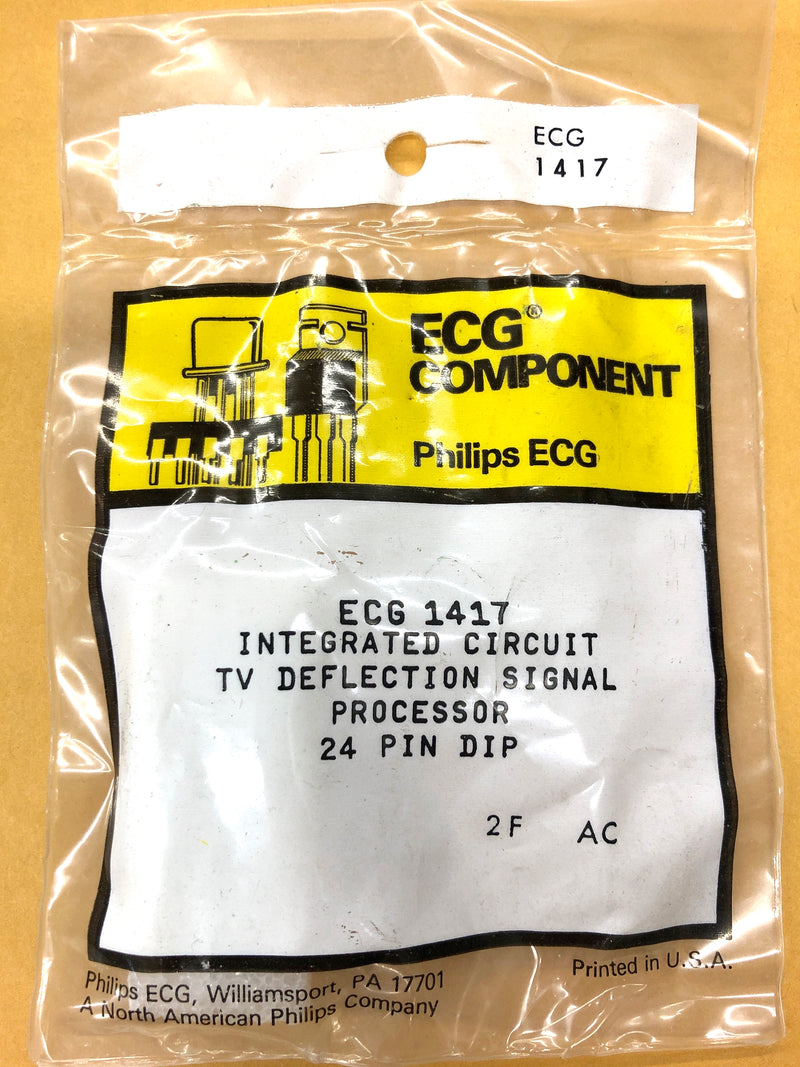 ECG
1417
ECG®
COMPONENT
Philips ECG
ECG 1417
INTEGRATED CIRCUIT
TV DEFLECTION SIGNAL
PROCESSOR
24 PIN DIP
2F AC
Philips ECG, Williamsport, PA 17701
A North American Philips Company
Printed in U.S.A.